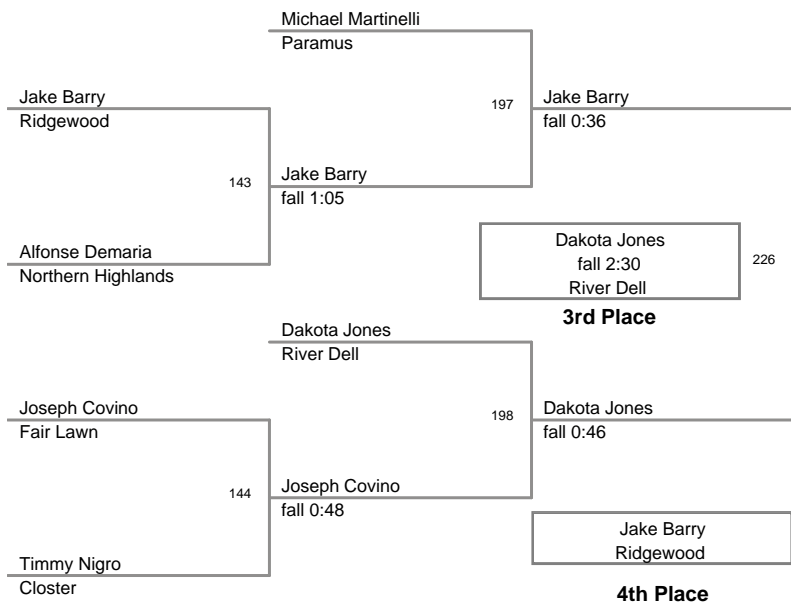 Michael Martinelli
Paramus
Jake Barry
Ridgewood
197
Jake Barry
fall 0:36
143
Jake Barry
fall 1:05
Alfonse Demaria
Northern Highlands
Dakota Jones
fall 2:30
River Dell
226
3rd Place
Dakota Jones
River Dell
Joseph Covino
Fair Lawn
198
Dakota Jones
fall 0:46
144
Joseph Covino
fall 0:48
Jake Barry
Ridgewood
Timmy Nigro
Closter
4th Place